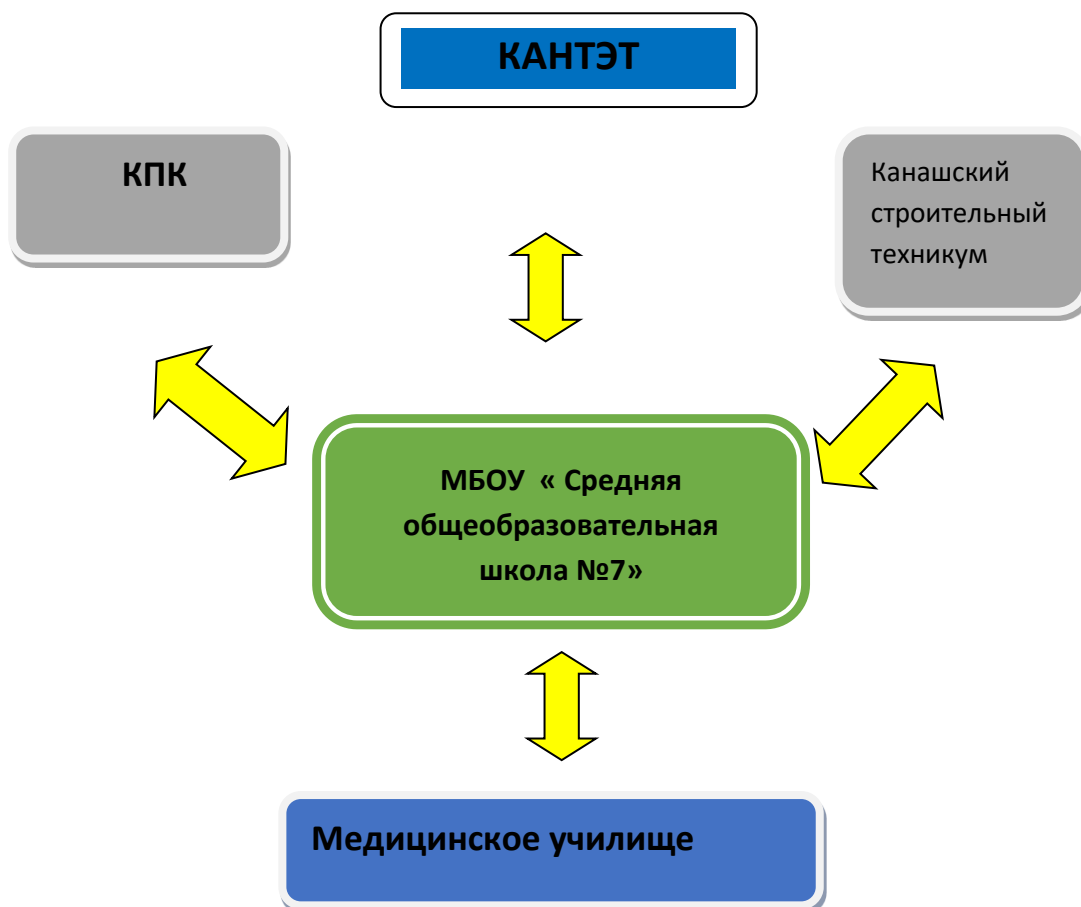 КАНТЭТ
КПК
Канашский
строительный
техникум
МБОУ « Средняя
общеобразовательная
школа №7»
Медицинское училище